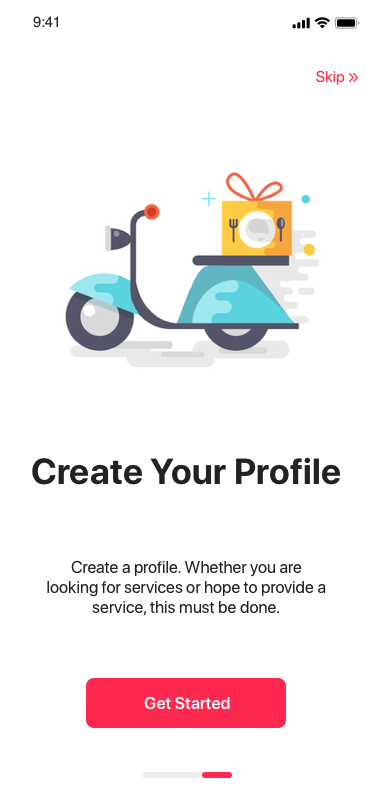 9:41
Skip »
Create Your Profile
Create a profile. Whether you are
looking for services or hope to provide a
service, this must be done.
Get Started